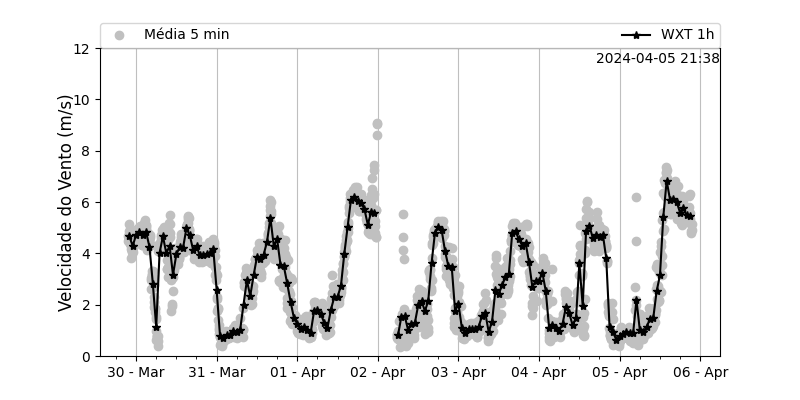 Média 5 min
WXT 1h
2024-04-05 21:38
Velocidade do Vento (m/s)
12
10
8
6
4
2
0
30 - Mar
31 - Mar
01 - Apr
02 - Apr
03 - Apr
04 - Apr
05 - Apr
06 - Apr